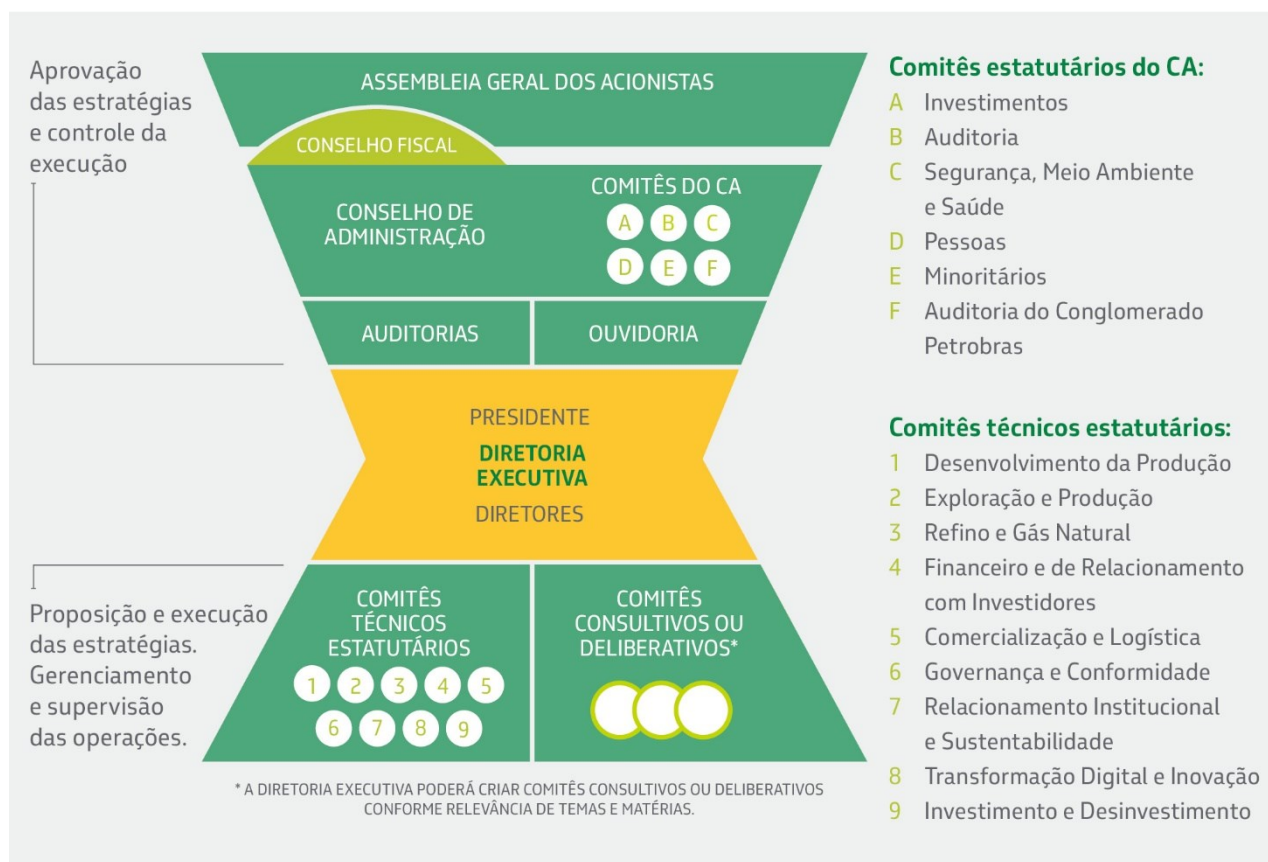 Aprovação
das estratégias
e controle da
execução
ASSEMBLEIA GERAL DOS ACIONISTAS
CONSELHO FISCAL
CONSELHO DE
ADMINISTRAÇÃO
COMITÊS DO CA
A B C
D E F
AUDITORIAS
OUVIDORIA
PRESIDENTE
DIRETORIA
EXECUTIVA
DIRETORES
Proposição e execução
das estratégias.
Gerenciamento
e supervisão
das operações.
COMITÊS
TÉCNICOS
ESTATUTÁRIOS
1 2 3 4 5
6 7 8 9
COMITÊS
CONSULTIVOS OU
DELIBERATIVOS*
* A DIRETORIA EXECUTIVA PODERÁ CRIAR COMITÊS CONSULTIVOS OU DELIBERATIVOS
CONFORME RELEVÂNCIA DE TEMAS E MATÉRIAS.
Comitês estatutários do CA:
A Investimentos
B Auditoria
C Segurança, Meio Ambiente
e Saúde
D Pessoas
E Minoritários
F Auditoria do Conglomerado
Petrobras
Comitês técnicos estatutários:
1 Desenvolvimento da Produção
2 Exploração e Produção
3 Refino e Gás Natural
4 Financeiro e de Relacionamento
com Investidores
5 Comercialização e Logística
6 Governança e Conformidade
7 Relacionamento Institucional
e Sustentabilidade
8 Transformação Digital e Inovação
9 Investimento e Desinvestimento